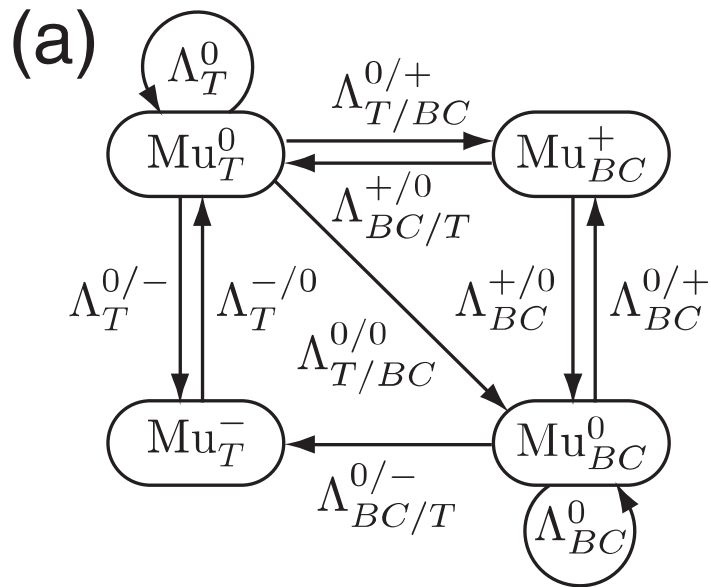 (a)
Λ_T^0
Mu_T^0
Λ_{T/BC}^{0/+}
Mu_{BC}^+
Λ_{BC/T}^{+/0}
Λ_T^{0/-}
Λ_T^{-/0}
Λ_{T/BC}^{0/0}
Λ_{BC}^{+/0}
Λ_{BC}^{0/+}
Mu_T^-
Λ_{BC/T}^{0/-}
Mu_{BC}^0
Λ_{BC}^0